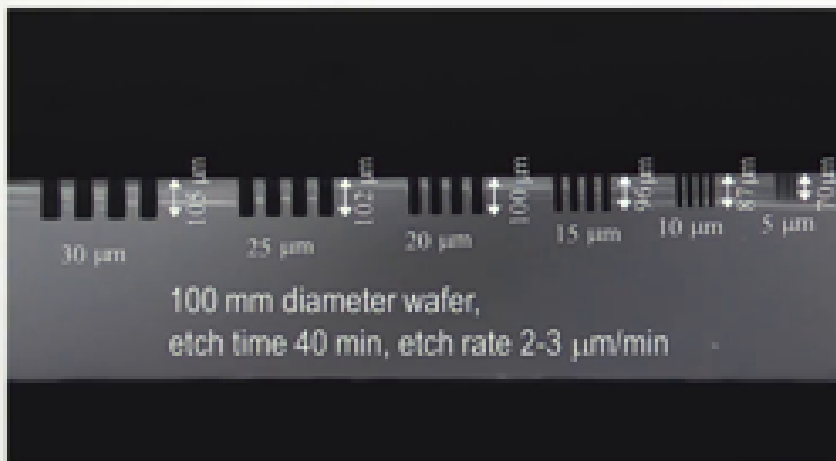 105 µm
102 µm
100 µm
96 µm
87 µm
70 µm
30 µm
25 µm
20 µm
15 µm
10 µm
5 µm
100 mm diameter wafer,
etch time 40 min, etch rate 2-3 µm/min